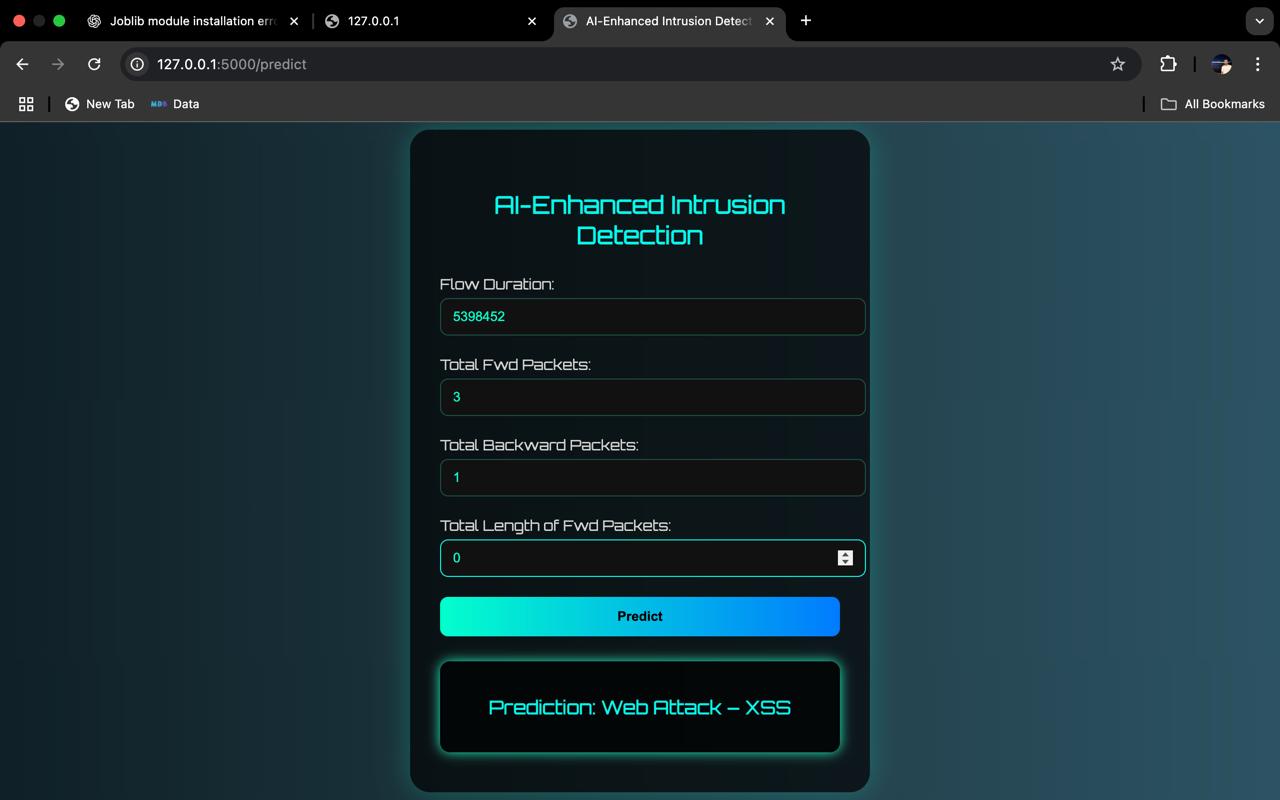 Joblib module installation err
127.0.0.1
AI-Enhanced Intrusion Detect
127.0.0.1:5000/predict
New Tab
MDB Data
All Bookmarks
AI-Enhanced Intrusion
Detection
Flow Duration:
5398452
Total Fwd Packets:
3
Total Backward Packets:
1
Total Length of Fwd Packets:
0
Predict
Prediction: Web Attack – XSS